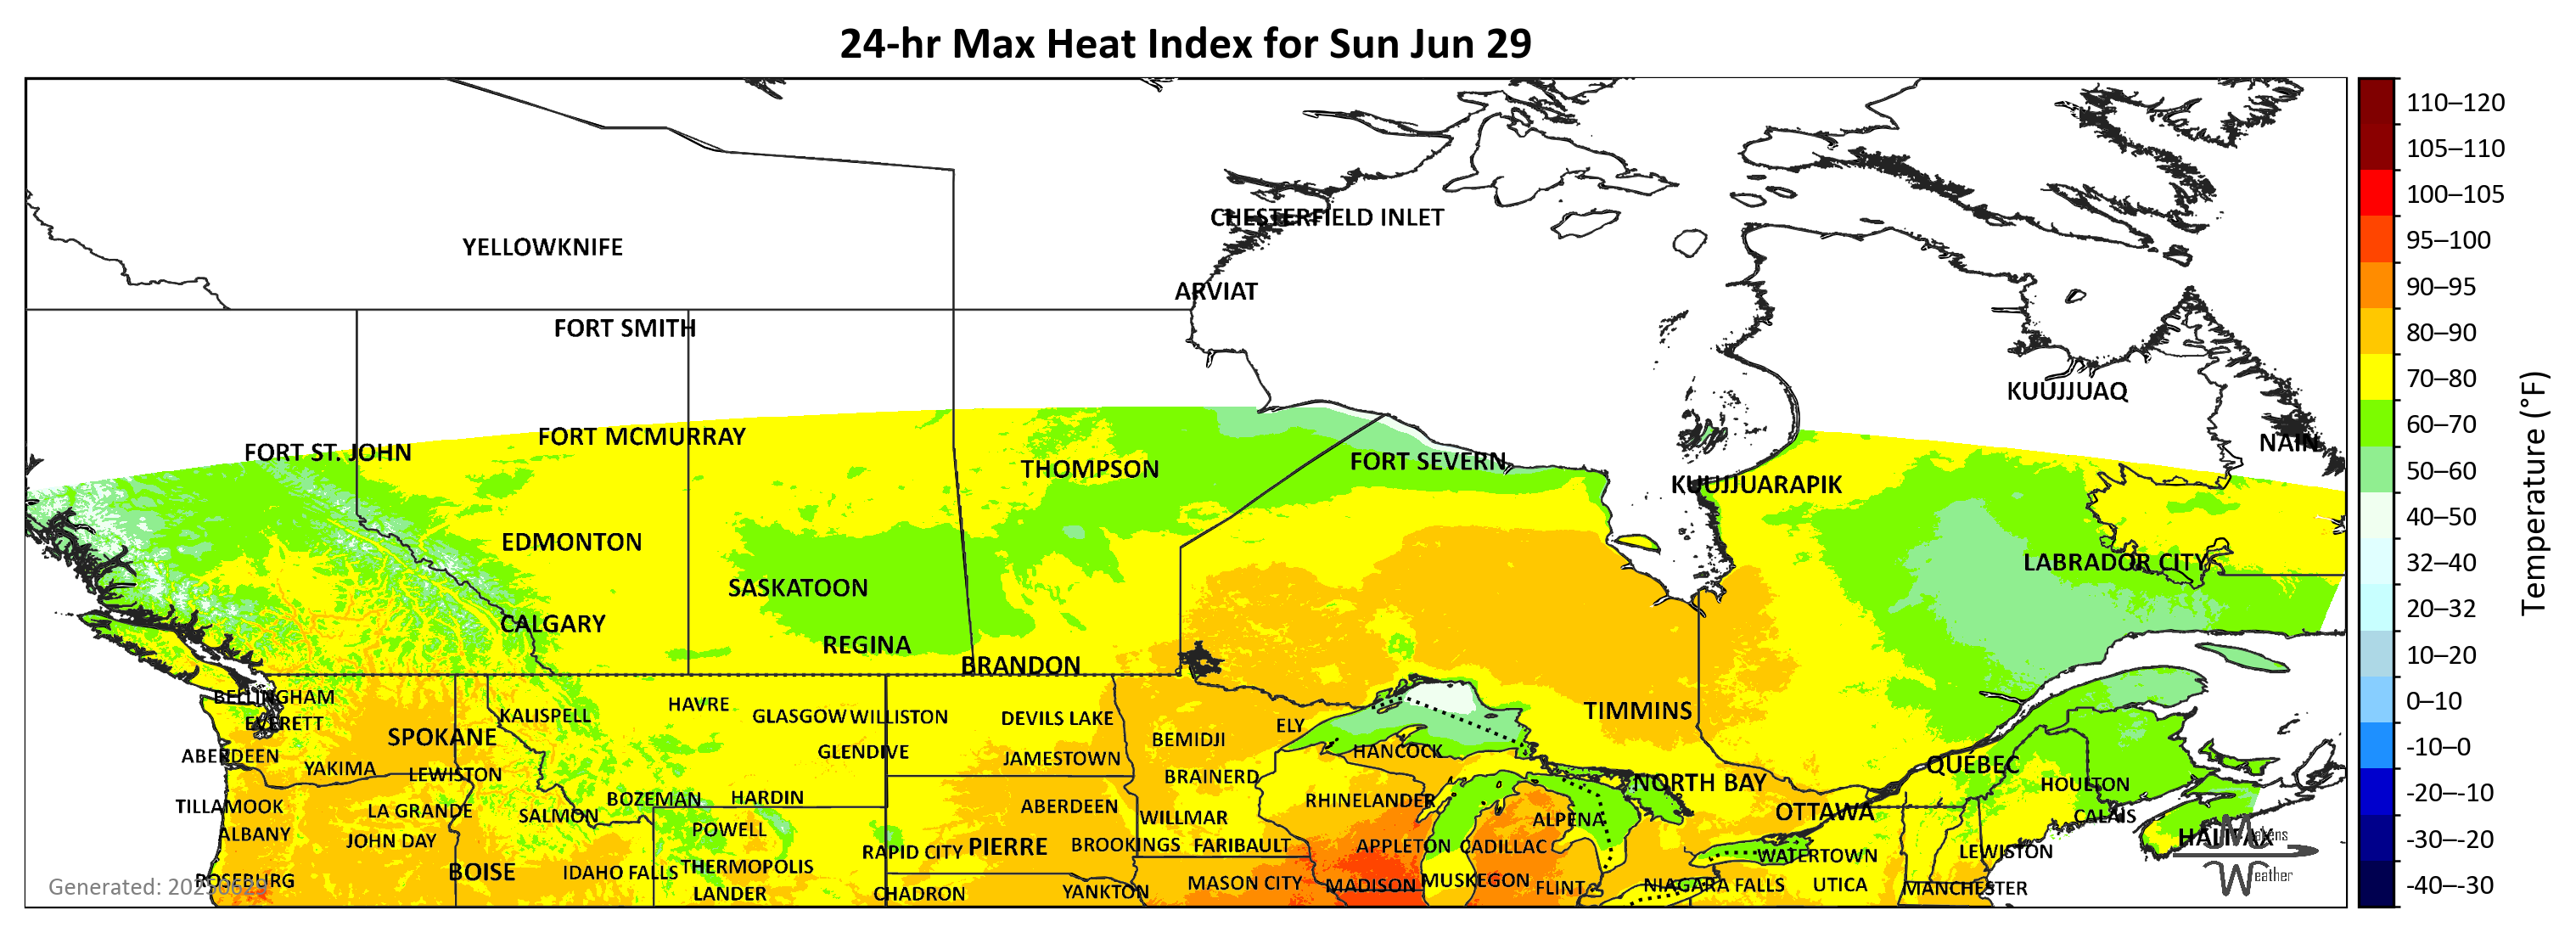 24-hr Max Heat Index for Sun Jun 29
CHESTERFIELD INLET
YELLOWKNIFE
ARVIAT
FORT SMITH
KUUJJUAQ
FORT MCMURRAY
NAIN
FORT ST. JOHN
FORT SEVERN
THOMPSON
KUUJJUARAPIK
EDMONTON
LABRADOR CITY
SASKATOON
CALGARY
REGINA
BRANDON
BELLINGHAM
HAVRE
KALISPELL
GLASGOW
WILLISTON
DEVILS LAKE
TIMMINS
EVERETT
ELY
SPOKANE
BEMIDJI
HANCOCK
GLENDIVE
ABERDEEN
JAMESTOWN
QUÉBEC
YAKIMA
LEWISTON
BRAINERD
NORTH BAY
HOULTON
BOZEMAN
HARDIN
RHINELANDER
TILLAMOOK
LA GRANDE
ABERDEEN
OTTAWA
SALMON
WILLMAR
ALPENA
CALAIS
POWELL
ALBANY
JOHN DAY
HALIFAX
Makens
Weather
RAPID CITY
PIERRE
BROOKINGS
FARIBAULT
APPLETON
CADILLAC
WATERTOWN
LEWISTON
THERMOPOLIS
BOISE
IDAHO FALLS
ROSEBURG
MASON CITY
MADISON
MUSKEGON
FLINT
NIAGARA FALLS
UTICA
MANCHESTER
LANDER
CHADRON
YANKTON
Generated: 20250629
110–120
105–110
100–105
95–100
90–95
80–90
70–80
60–70
50–60
40–50
32–40
20–32
10–20
0–10
-10–0
-20–-10
-30–-20
-40–-30
Temperature (°F)